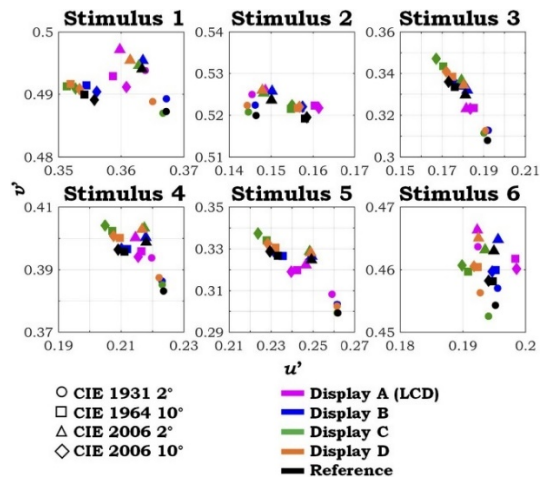 Stimulus 1 Stimulus 2 Stimulus 3
0.5 0.54 0.36
0.49 0.53 0.34
0.52 0.32
0.48 0.51 0.3
0.35 0.36 0.37 0.14 0.15 0.16 0.17 0.15 0.17 0.19 0.21
v'
Stimulus 4 Stimulus 5 Stimulus 6
0.41 0.35 0.47
0.33
0.39 0.46
0.31
0.37 0.29 0.45
0.19 0.21 0.23 0.21 0.23 0.25 0.27 0.18 0.19 0.2
u'
CIE 1931 2° Display A (LCD)
CIE 1964 10° Display B
CIE 2006 2° Display C
CIE 2006 10° Display D
Reference